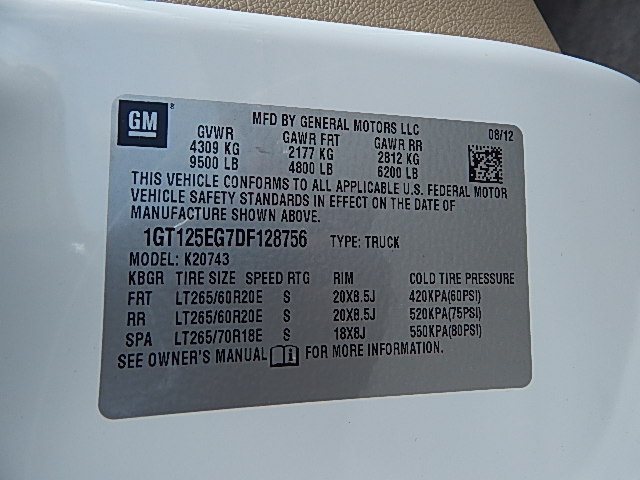 GM ®
MFD BY GENERAL MOTORS LLC 08/12
GVWR GAWR FRT GAWR RR
4309 KG 2177 KG 2812 KG
9500 LB 4800 LB 6200 LB
THIS VEHICLE CONFORMS TO ALL APPLICABLE U.S. FEDERAL MOTOR
VEHICLE SAFETY STANDARDS IN EFFECT ON THE DATE OF
MANUFACTURE SHOWN ABOVE.
1GT125EG7DF128756 TYPE: TRUCK
MODEL: K20743
KBGR TIRE SIZE SPEED RTG RIM COLD TIRE PRESSURE
FRT LT265/60R20E S 20X8.5J 420KPA(60PSI)
RR LT265/60R20E S 20X8.5J 520KPA(75PSI)
SPA LT265/70R18E S 18X8J 550KPA(80PSI)
SEE OWNER'S MANUAL FOR MORE INFORMATION.